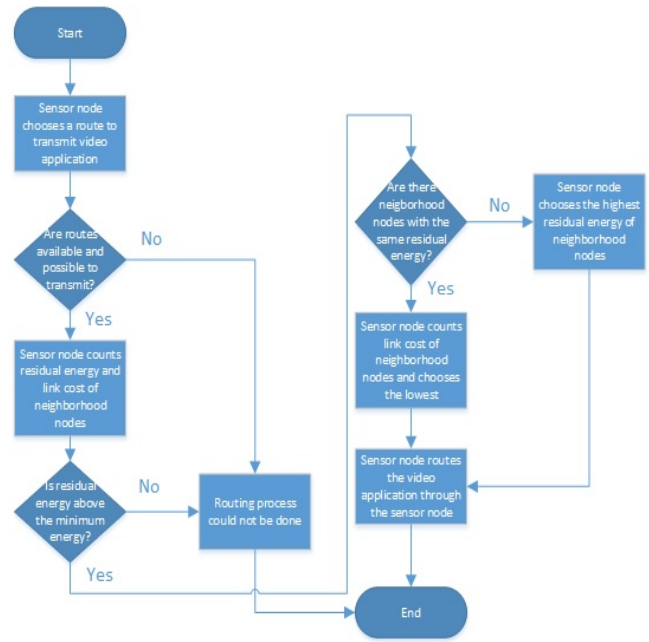 Start
Sensor node
chooses a route to
transmit video
application
Are routes
available and
possible to
transmit?
No
Yes
Sensor node counts
residual energy and
link cost of
neighborhood
nodes
Is residual
energy above
the minimum
energy?
No
Yes
Routing process
could not be done
Are there
neigborhood
nodes with the
same residual
energy?
No
Yes
Sensor node
chooses the highest
residual energy of
neighborhood
nodes
Sensor node counts
link cost of
neighborhood
nodes and chooses
the lowest
Sensor node routes
the video
application through
the sensor node
End